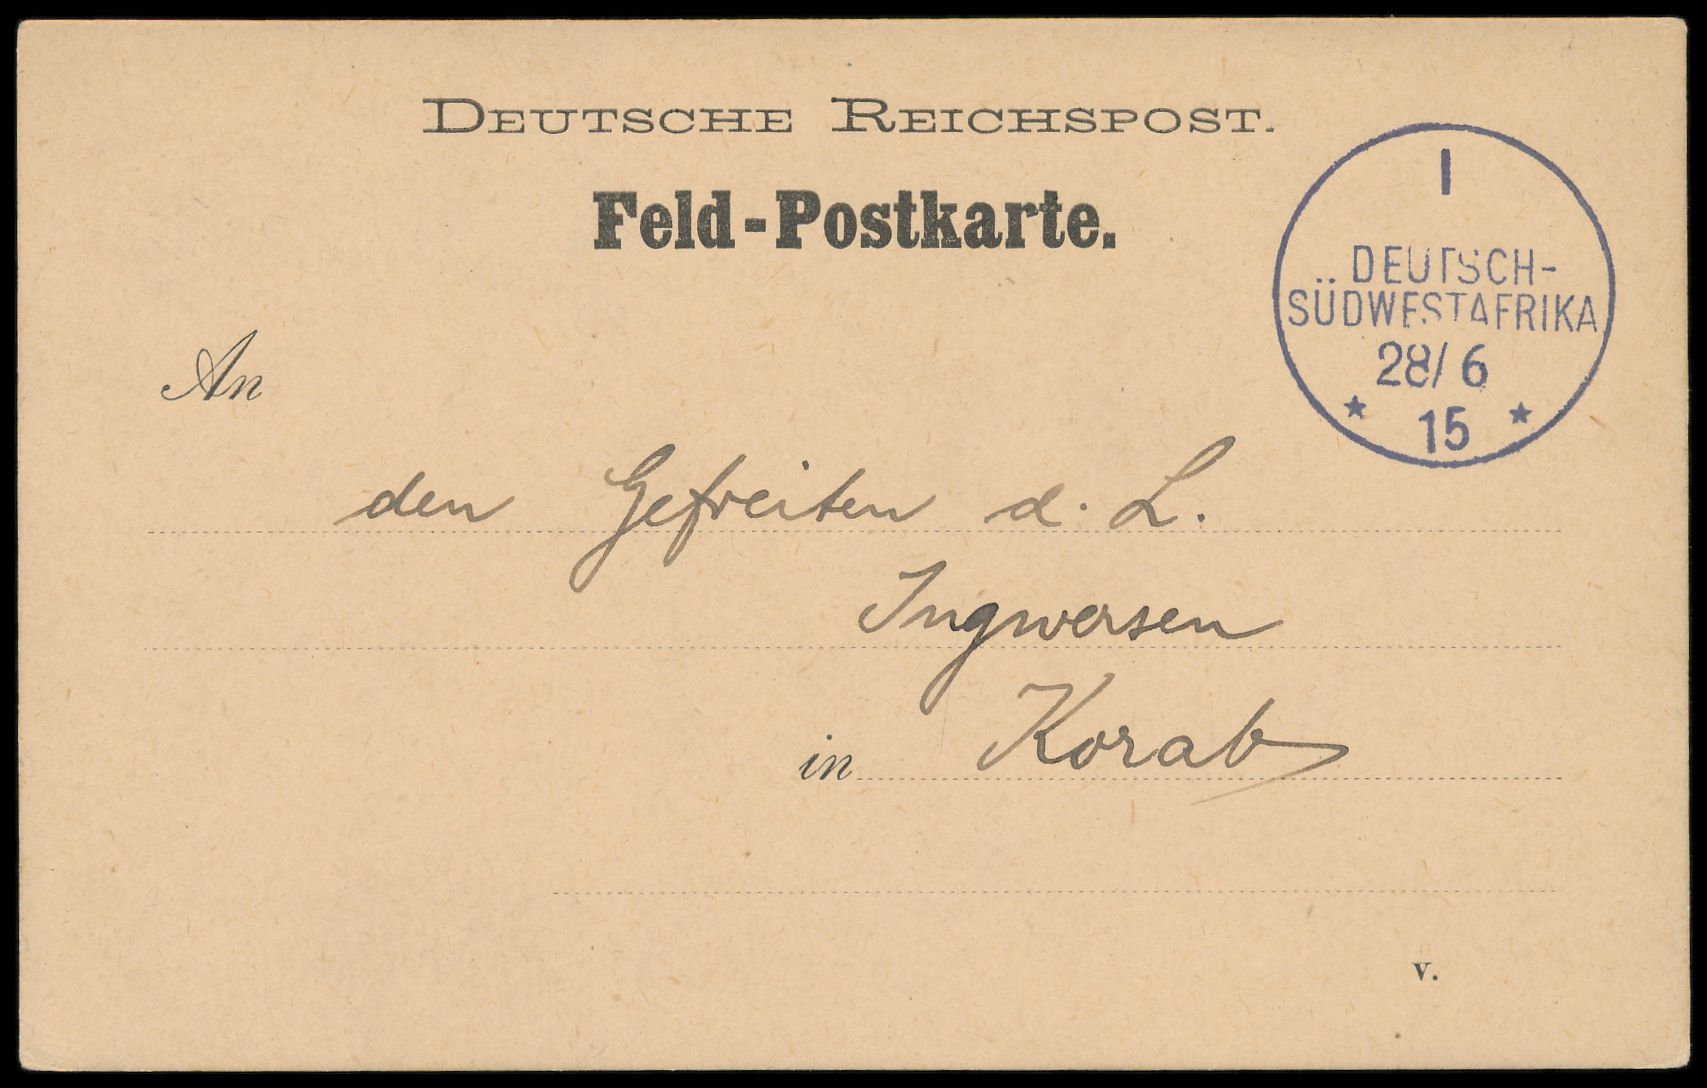 DEUTSCHE REICHSPOST.
Feld-Postkarte.
I
DEUTSCH-
SÜDWESTAFRIKA
28/6
* 15 *
An
den Gefreiten d. L.
Ingwersen
in Korab
v.